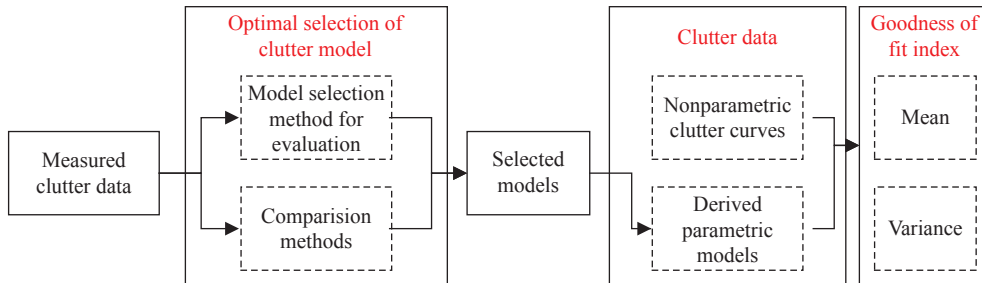 Measured
clutter data
Optimal selection of
clutter model
Model selection
method for
evaluation
Comparision
methods
Selected
models
Clutter data
Nonparametric
clutter curves
Derived
parametric
models
Goodness of
fit index
Mean
Variance